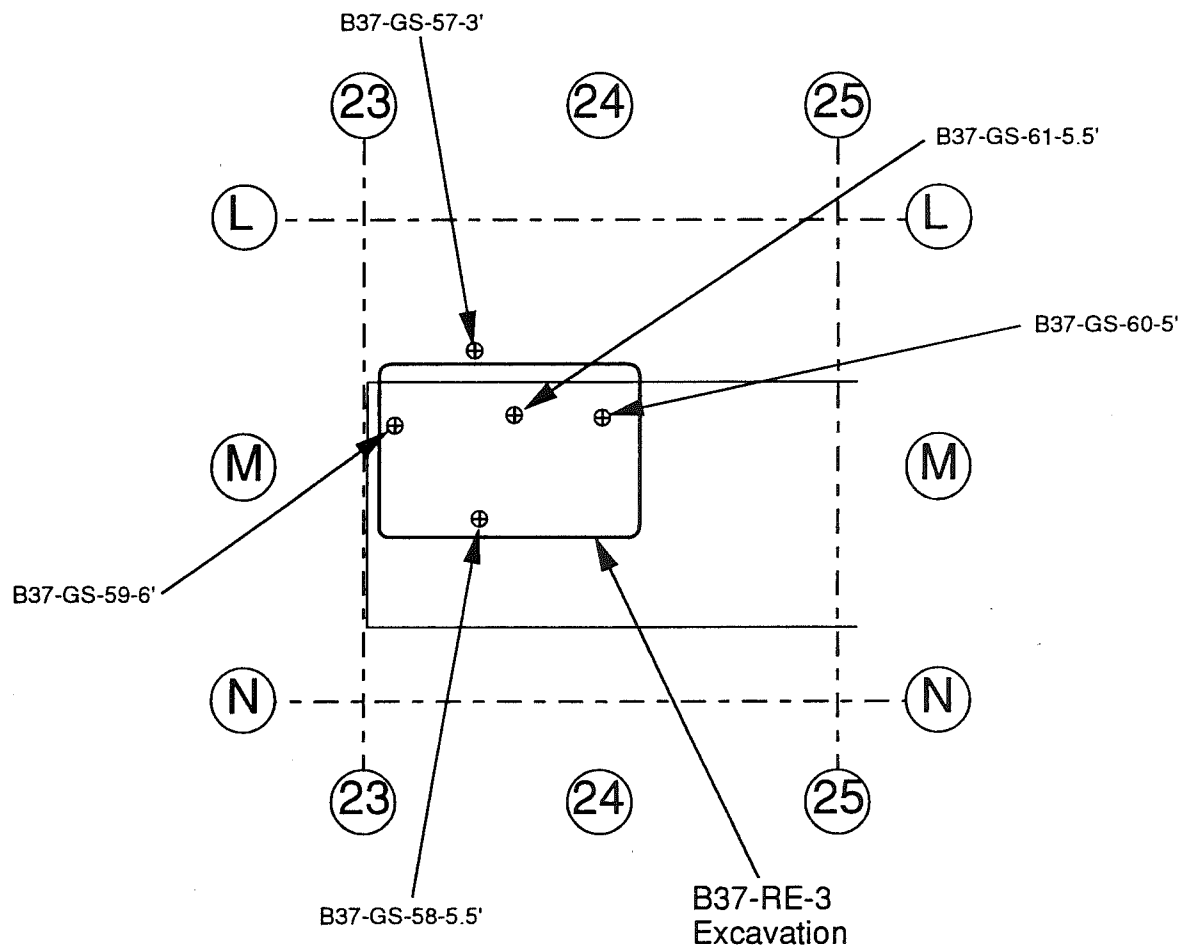 B37-GS-57-3'
23
24
25
B37-GS-61-5.5'
L
L
B37-GS-60-5'
M
M
B37-GS-59-6'
N
N
23
24
25
B37-GS-58-5.5'
B37-RE-3
Excavation